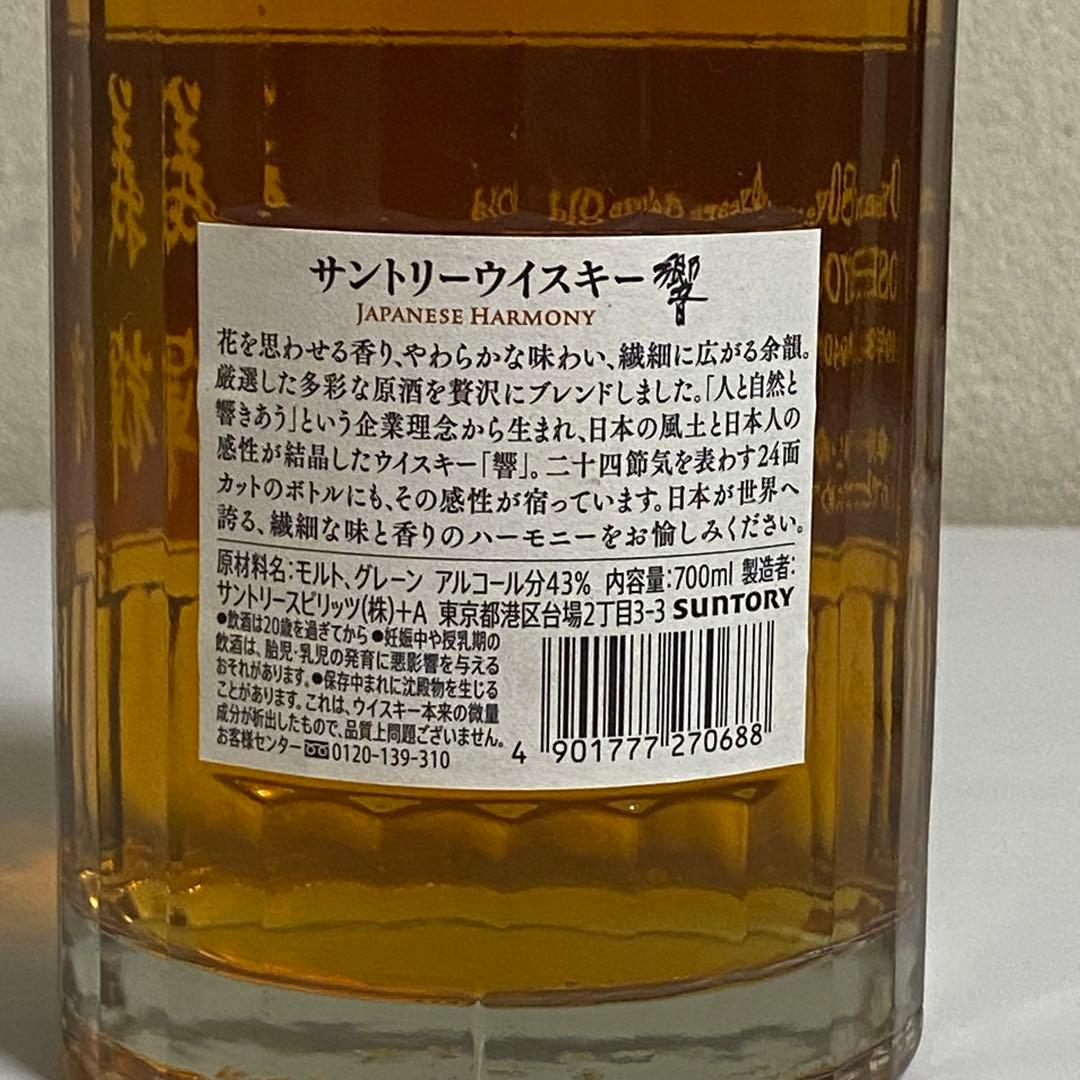 サントリーウイスキー響
JAPANESE HARMONY
花を思わせる香り、やわらかな味わい、繊細に広がる余韻。
厳選した多彩な原酒を贅沢にブレンドしました。「人と自然と
響きあう」という企業理念から生まれ、日本の風土と日本人の
感性が結晶したウイスキー「響」。二十四節気を表わす24面
カットのボトルにも、その感性が宿っています。日本が世界へ
誇る、繊細な味と香りのハーモニーをお愉しみください。
原材料名:モルト、グレーン アルコール分43% 内容量:700ml 製造者:
サントリースピリッツ(株)+A 東京都港区台場2丁目3-3 SUNTORY
●飲酒は20歳を過ぎてから ●妊娠中や授乳期の
飲酒は、胎児・乳児の発育に悪影響を与える
おそれがあります。●保存中まれに沈殿物を生じる
ことがあります。これは、ウイスキー本来の微量
成分が析出したもので、品質上問題ございません。
お客様センター 0120-139-310
4 901777 270688